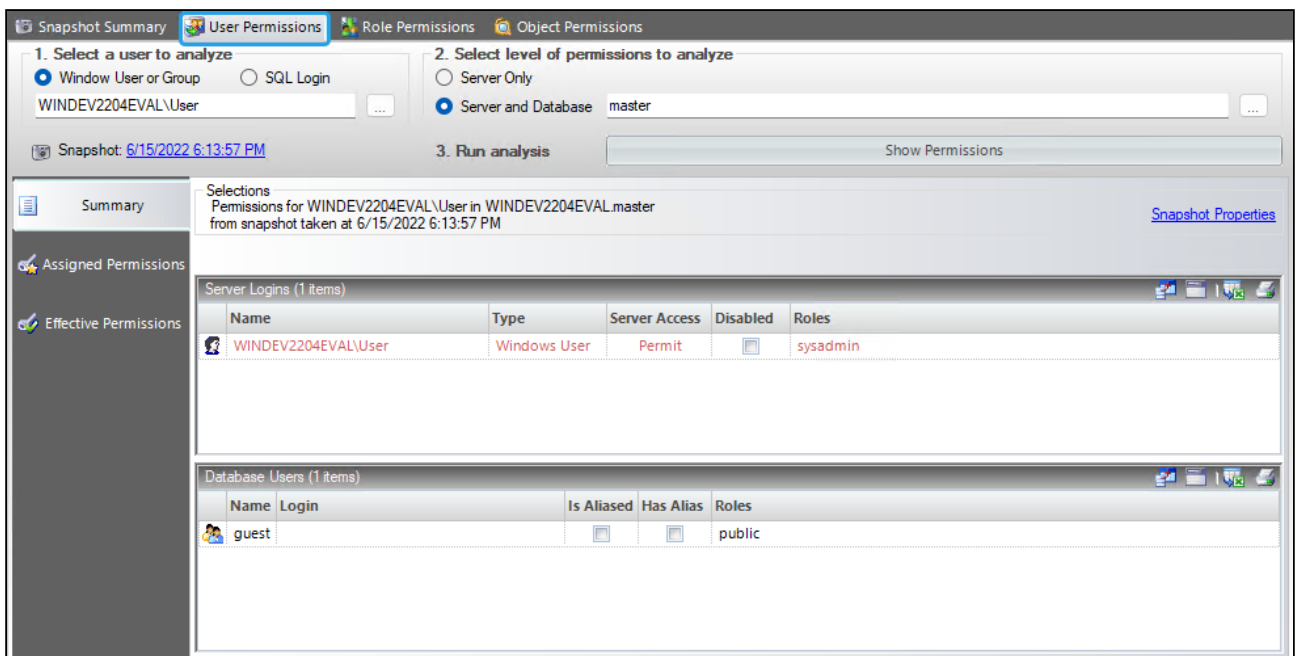 Snapshot Summary User Permissions Role Permissions Object Permissions
1. Select a user to analyze
Window User or Group SQL Login
WINDEV2204EVAL\User ...
2. Select level of permissions to analyze
Server Only
Server and Database master ...
Snapshot: 6/15/2022 6:13:57 PM
3. Run analysis Show Permissions
Summary
Assigned Permissions
Effective Permissions
Selections
Permissions for WINDEV2204EVAL\User in WINDEV2204EVAL.master
from snapshot taken at 6/15/2022 6:13:57 PM
Snapshot Properties
Server Logins (1 items)
Name Type Server Access Disabled Roles
WINDEV2204EVAL\User Windows User Permit sysadmin
Database Users (1 items)
Name Login Is Aliased Has Alias Roles
guest public